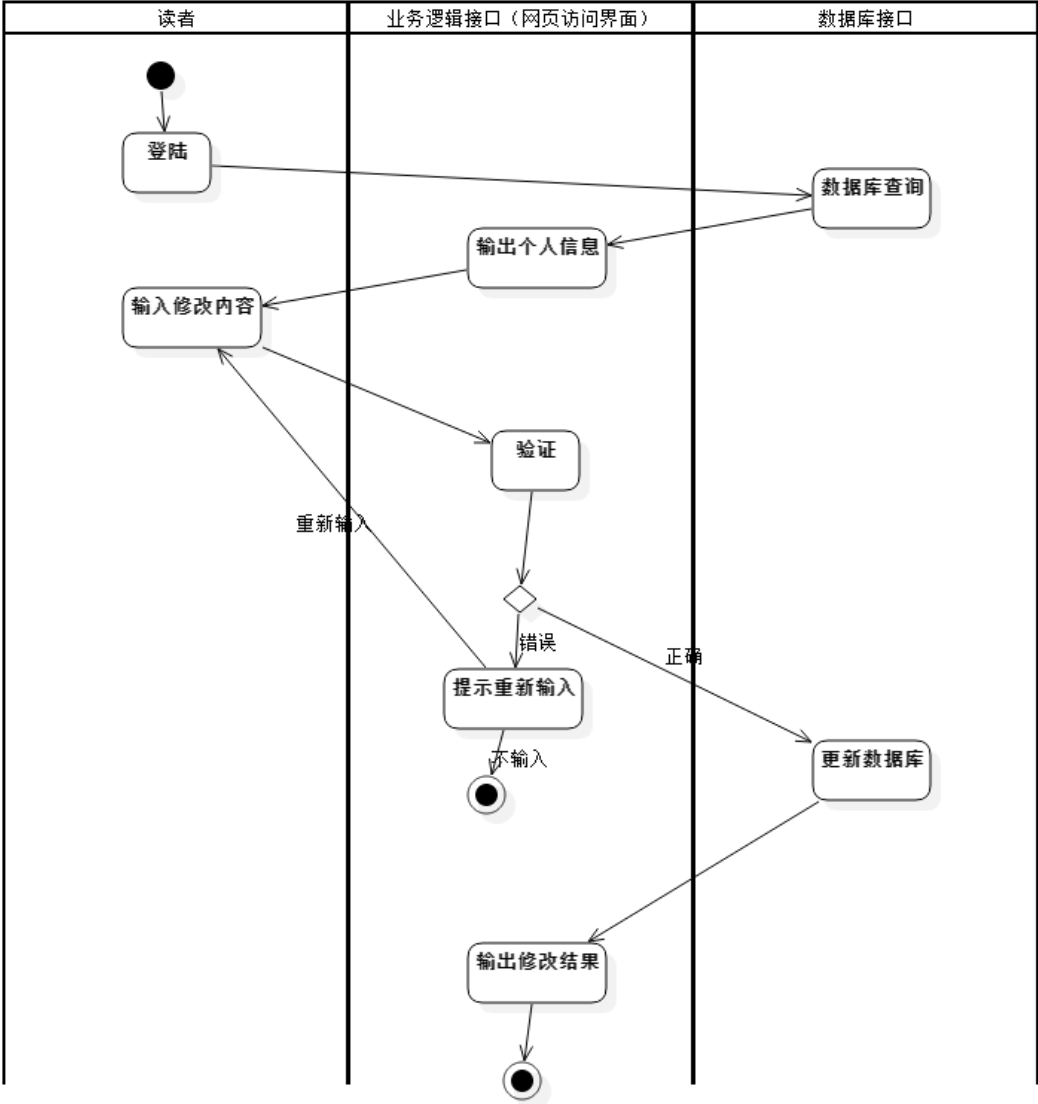 读者
业务逻辑接口（网页访问界面）
数据库接口
登陆
数据库查询
输出个人信息
输入修改内容
验证
重新输入
错误
正确
提示重新输入
不输入
更新数据库
输出修改结果